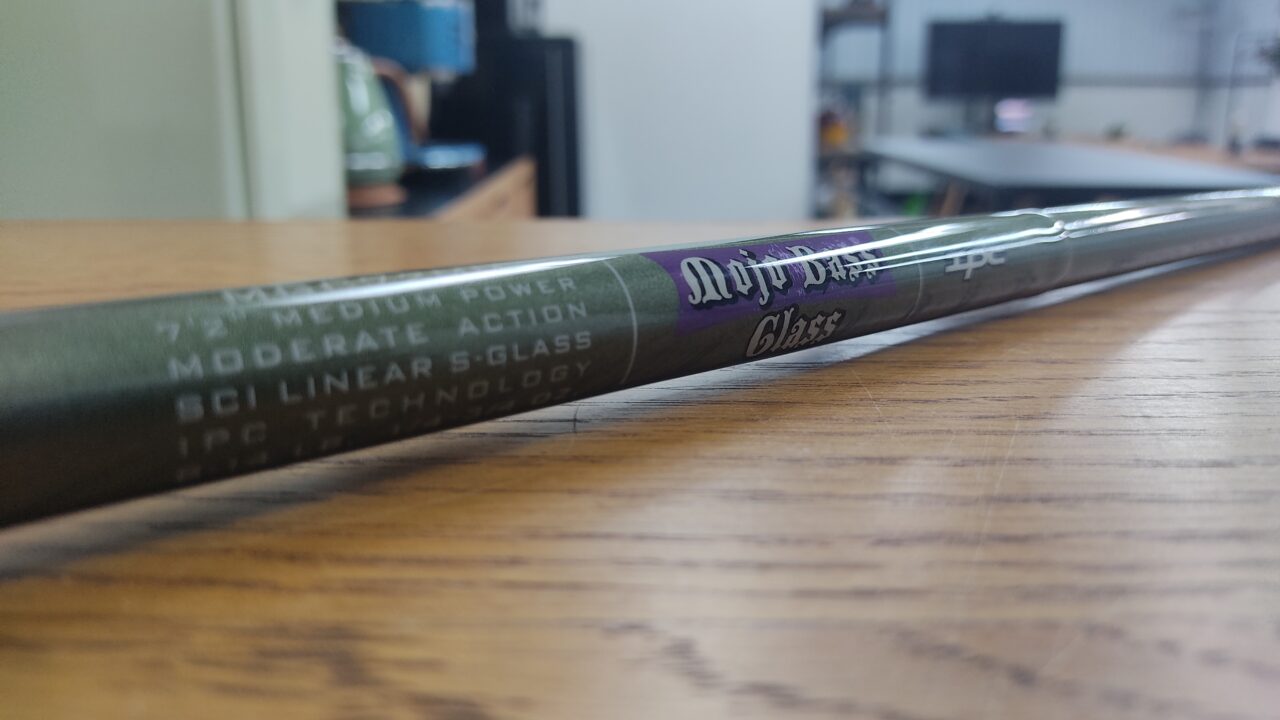 7'2" MEDIUM POWER
MODERATE ACTION
SCI LINEAR S·GLASS
IPC TECHNOLOGY
Mojo Bass
Glass
IPC